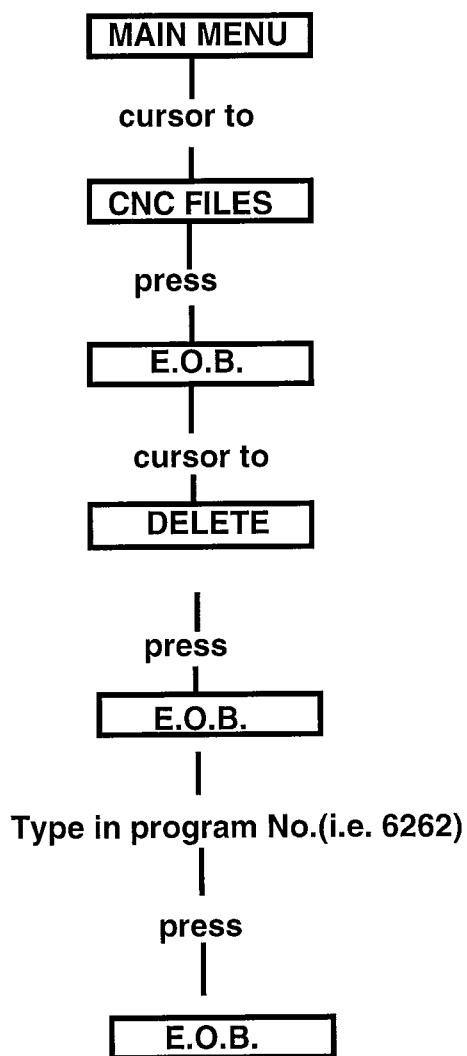 MAIN MENU
cursor to
CNC FILES
press
E.O.B.
cursor to
DELETE
press
E.O.B.
Type in program No.(i.e. 6262)
press
E.O.B.